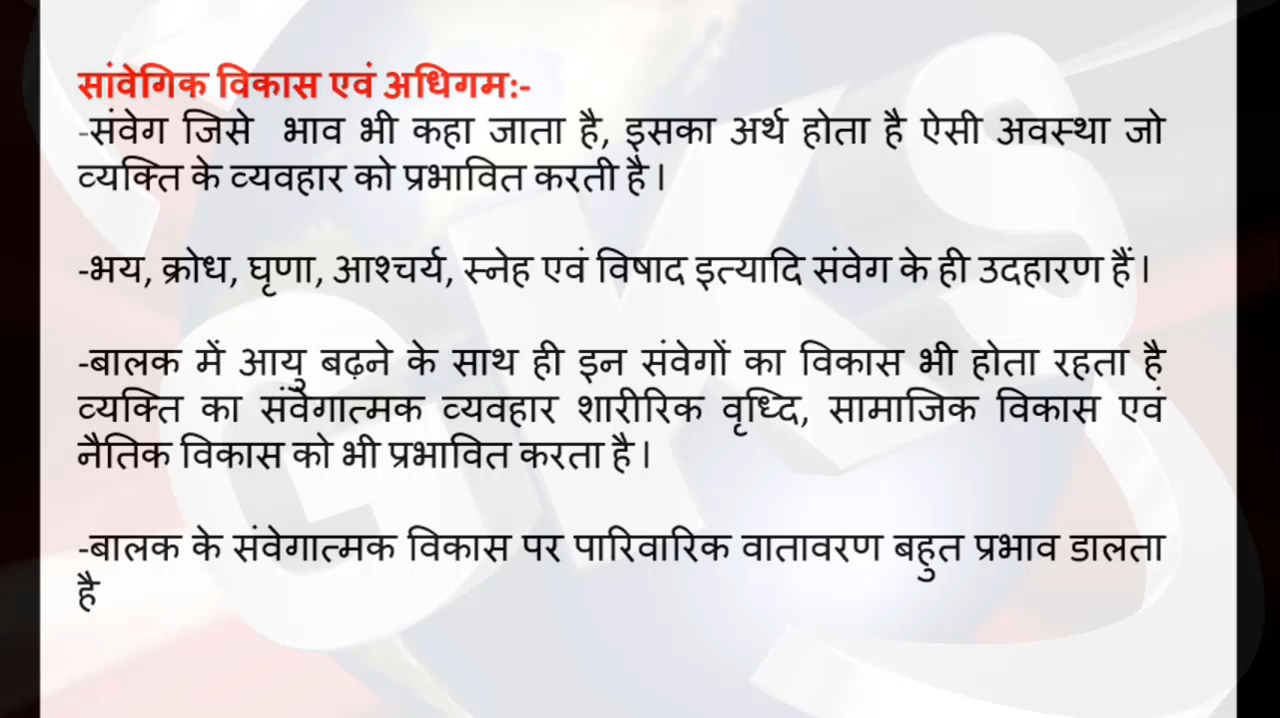 सांवेगिक विकास एवं अधिगम:-
-संवेग जिसे भाव भी कहा जाता है, इसका अर्थ होता है ऐसी अवस्था जो
व्यक्ति के व्यवहार को प्रभावित करती है।
-भय, क्रोध, घृणा, आश्चर्य, स्नेह एवं विषाद इत्यादि संवेग के ही उदहारण हैं।
-बालक में आयु बढ़ने के साथ ही इन संवेगों का विकास भी होता रहता है
व्यक्ति का संवेगात्मक व्यवहार शारीरिक वृध्दि, सामाजिक विकास एवं
नैतिक विकास को भी प्रभावित करता है।
-बालक के संवेगात्मक विकास पर पारिवारिक वातावरण बहुत प्रभाव डालता
है
GKS